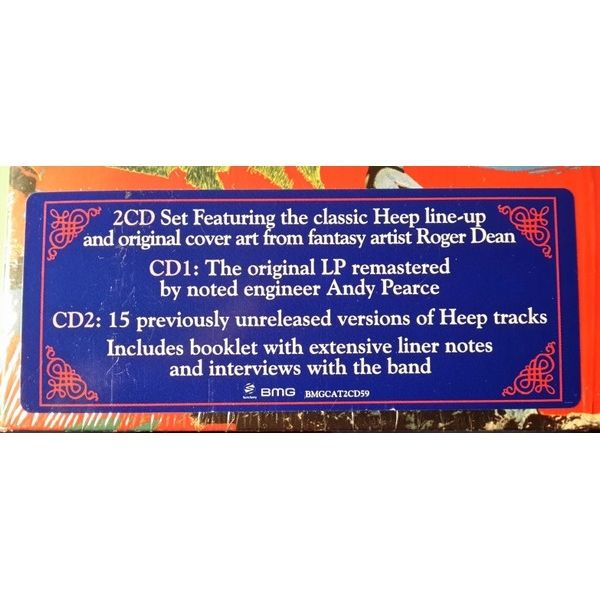 2CD Set Featuring the classic Heep line-up
and original cover art from fantasy artist Roger Dean
CD1: The original LP remastered
by noted engineer Andy Pearce
CD2: 15 previously unreleased versions of Heep tracks
Includes booklet with extensive liner notes
and interviews with the band
BMG BMGCAT2CD59